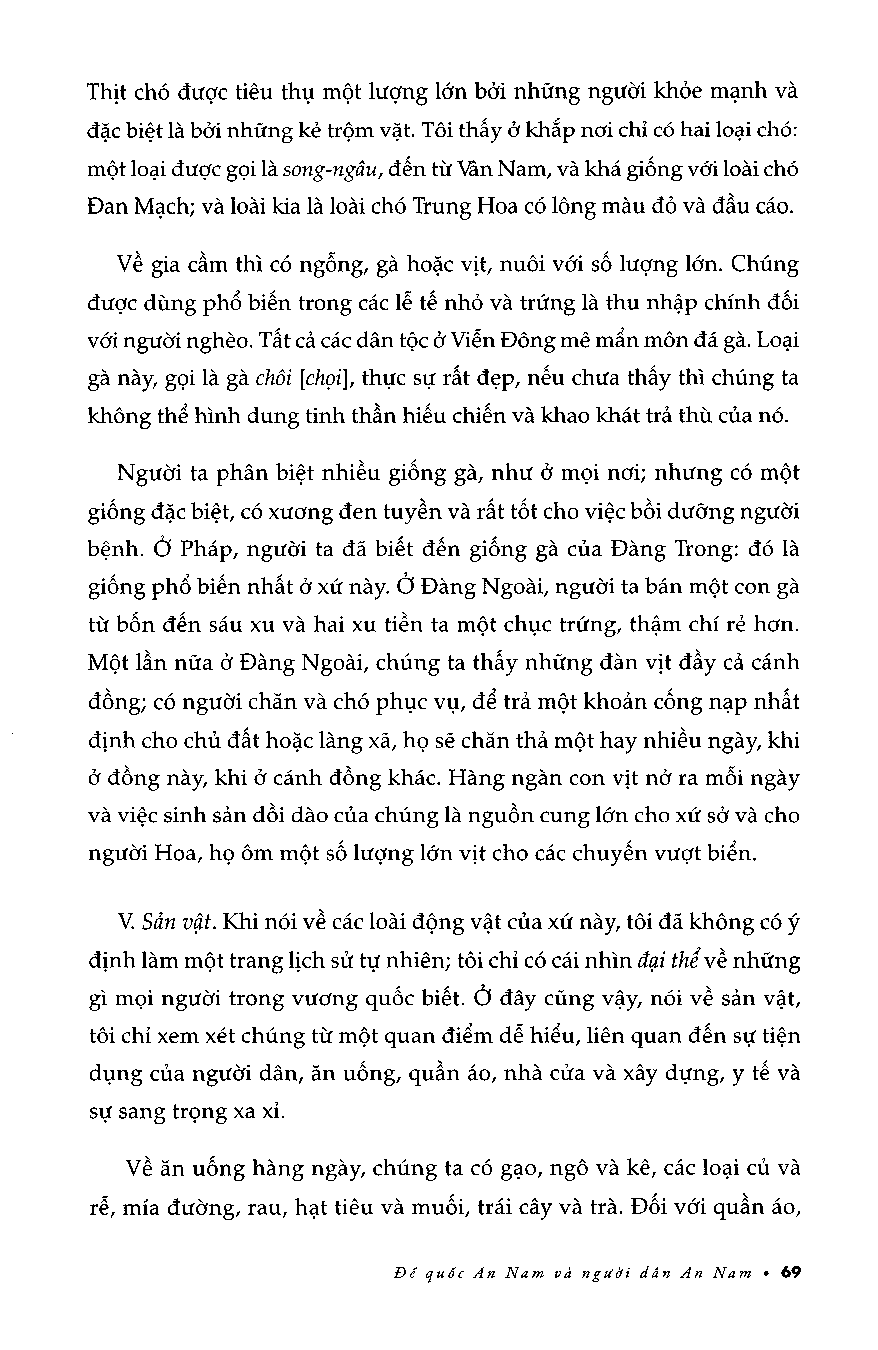 Thịt chó được tiêu thụ một lượng lớn bởi những người khỏe mạnh và
đặc biệt là bởi những kẻ trộm vặt. Tôi thấy ở khắp nơi chỉ có hai loại chó:
một loại được gọi là song-ngâu, đến từ Vân Nam, và khá giống với loài chó
Đan Mạch; và loài kia là loài chó Trung Hoa có lông màu đỏ và đầu cáo.
Về gia cầm thì có ngỗng, gà hoặc vịt, nuôi với số lượng lớn. Chúng
được dùng phổ biến trong các lễ tế nhỏ và trứng là thu nhập chính đối
với người nghèo. Tất cả các dân tộc ở Viễn Đông mê mẩn môn đá gà. Loại
gà này, gọi là gà chôi [chọi], thực sự rất đẹp, nếu chưa thấy thì chúng ta
không thể hình dung tinh thần hiếu chiến và khao khát trả thù của nó.
Người ta phân biệt nhiều giống gà, như ở mọi nơi; nhưng có một
giống đặc biệt, có xương đen tuyền và rất tốt cho việc bồi dưỡng người
bệnh. Ở Pháp, người ta đã biết đến giống gà của Đàng Trong: đó là
giống phổ biến nhất ở xứ này. Ở Đàng Ngoài, người ta bán một con gà
từ bốn đến sáu xu và hai xu tiền ta một chục trứng, thậm chí rẻ hơn.
Một lần nữa ở Đàng Ngoài, chúng ta thấy những đàn vịt đầy cả cánh
đồng; có người chăn và chó phục vụ, để trả một khoản cống nạp nhất
định cho chủ đất hoặc làng xã, họ sẽ chăn thả một hay nhiều ngày, khi
ở đồng này, khi ở cánh đồng khác. Hàng ngàn con vịt nở ra mỗi ngày
và việc sinh sản dồi dào của chúng là nguồn cung lớn cho xứ sở và cho
người Hoa, họ ôm một số lượng lớn vịt cho các chuyến vượt biển.
V. Sản vật. Khi nói về các loài động vật của xứ này, tôi đã không có ý
định làm một trang lịch sử tự nhiên; tôi chỉ có cái nhìn đại thể về những
gì mọi người trong vương quốc biết. Ở đây cũng vậy, nói về sản vật,
tôi chỉ xem xét chúng từ một quan điểm dễ hiểu, liên quan đến sự tiện
dụng của người dân, ăn uống, quần áo, nhà cửa và xây dựng, y tế và
sự sang trọng xa xỉ.
Về ăn uống hàng ngày, chúng ta có gạo, ngô và kê, các loại củ và
rễ, mía đường, rau, hạt tiêu và muối, trái cây và trà. Đối với quần áo,
Đế quốc An Nam và người dân An Nam • 69